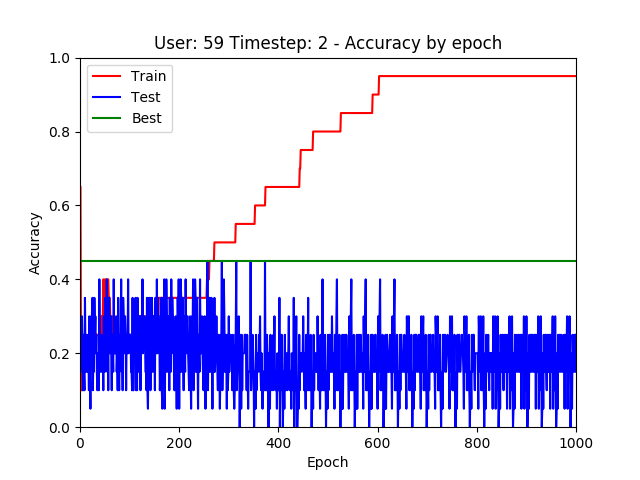 User: 59 Timestep: 2 - Accuracy by epoch
1.0
0.8
0.6
0.4
0.2
0.0
Accuracy
Train
Test
Best
0 200 400 600 800 1000
Epoch